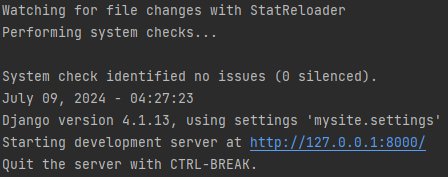 Watching for file changes with StatReloader
Performing system checks...
System check identified no issues (0 silenced).
July 09, 2024 - 04:27:23
Django version 4.1.13, using settings 'mysite.settings'
Starting development server at http://127.0.0.1:8000/
Quit the server with CTRL-BREAK.